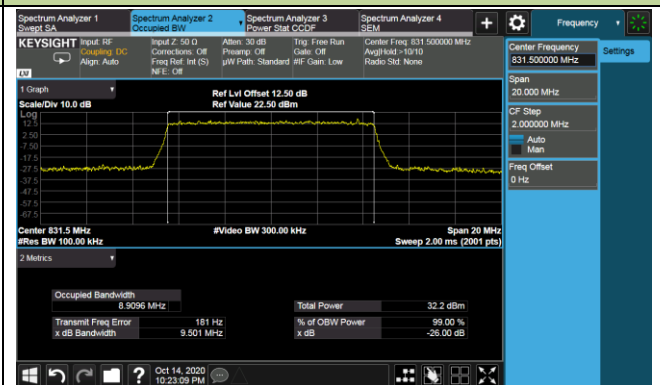 Spectrum Analyzer 1
Swept SA
Spectrum Analyzer 2
Occupied BW
Spectrum Analyzer 3
Power Stat CCDF
Spectrum Analyzer 4
SEM
Frequency
KEYSIGHT
Input: RF
Coupling: DC
Align: Auto
Input Z: 50 Ω
Corrections: Off
Freq Ref: Int (S)
NFE: Off
Atten: 30 dB
Preamp: Off
µW Path: Standard
Trig: Free Run
Gate: Off
#IF Gain: Low
Center Freq: 831.500000 MHz
Avg|Hold:>10/10
Radio Std: None
LXI
Center Frequency
831.500000 MHz
Settings
Span
20.000 MHz
CF Step
2.000000 MHz
Auto
Man
Freq Offset
0 Hz
1 Graph
Scale/Div 10.0 dB
Ref Lvl Offset 12.50 dB
Ref Value 22.50 dBm
Log
12.5
2.50
-7.50
-17.5
-27.5
-37.5
-47.5
-57.5
-67.5
Center 831.5 MHz
#Res BW 100.00 kHz
#Video BW 300.00 kHz
Span 20 MHz
Sweep 2.00 ms (2001 pts)
2 Metrics
Occupied Bandwidth
8.9096 MHz
Total Power 32.2 dBm
Transmit Freq Error 181 Hz
% of OBW Power 99.00 %
x dB Bandwidth 9.501 MHz
x dB -26.00 dB
?
Oct 14, 2020
10:23:09 PM